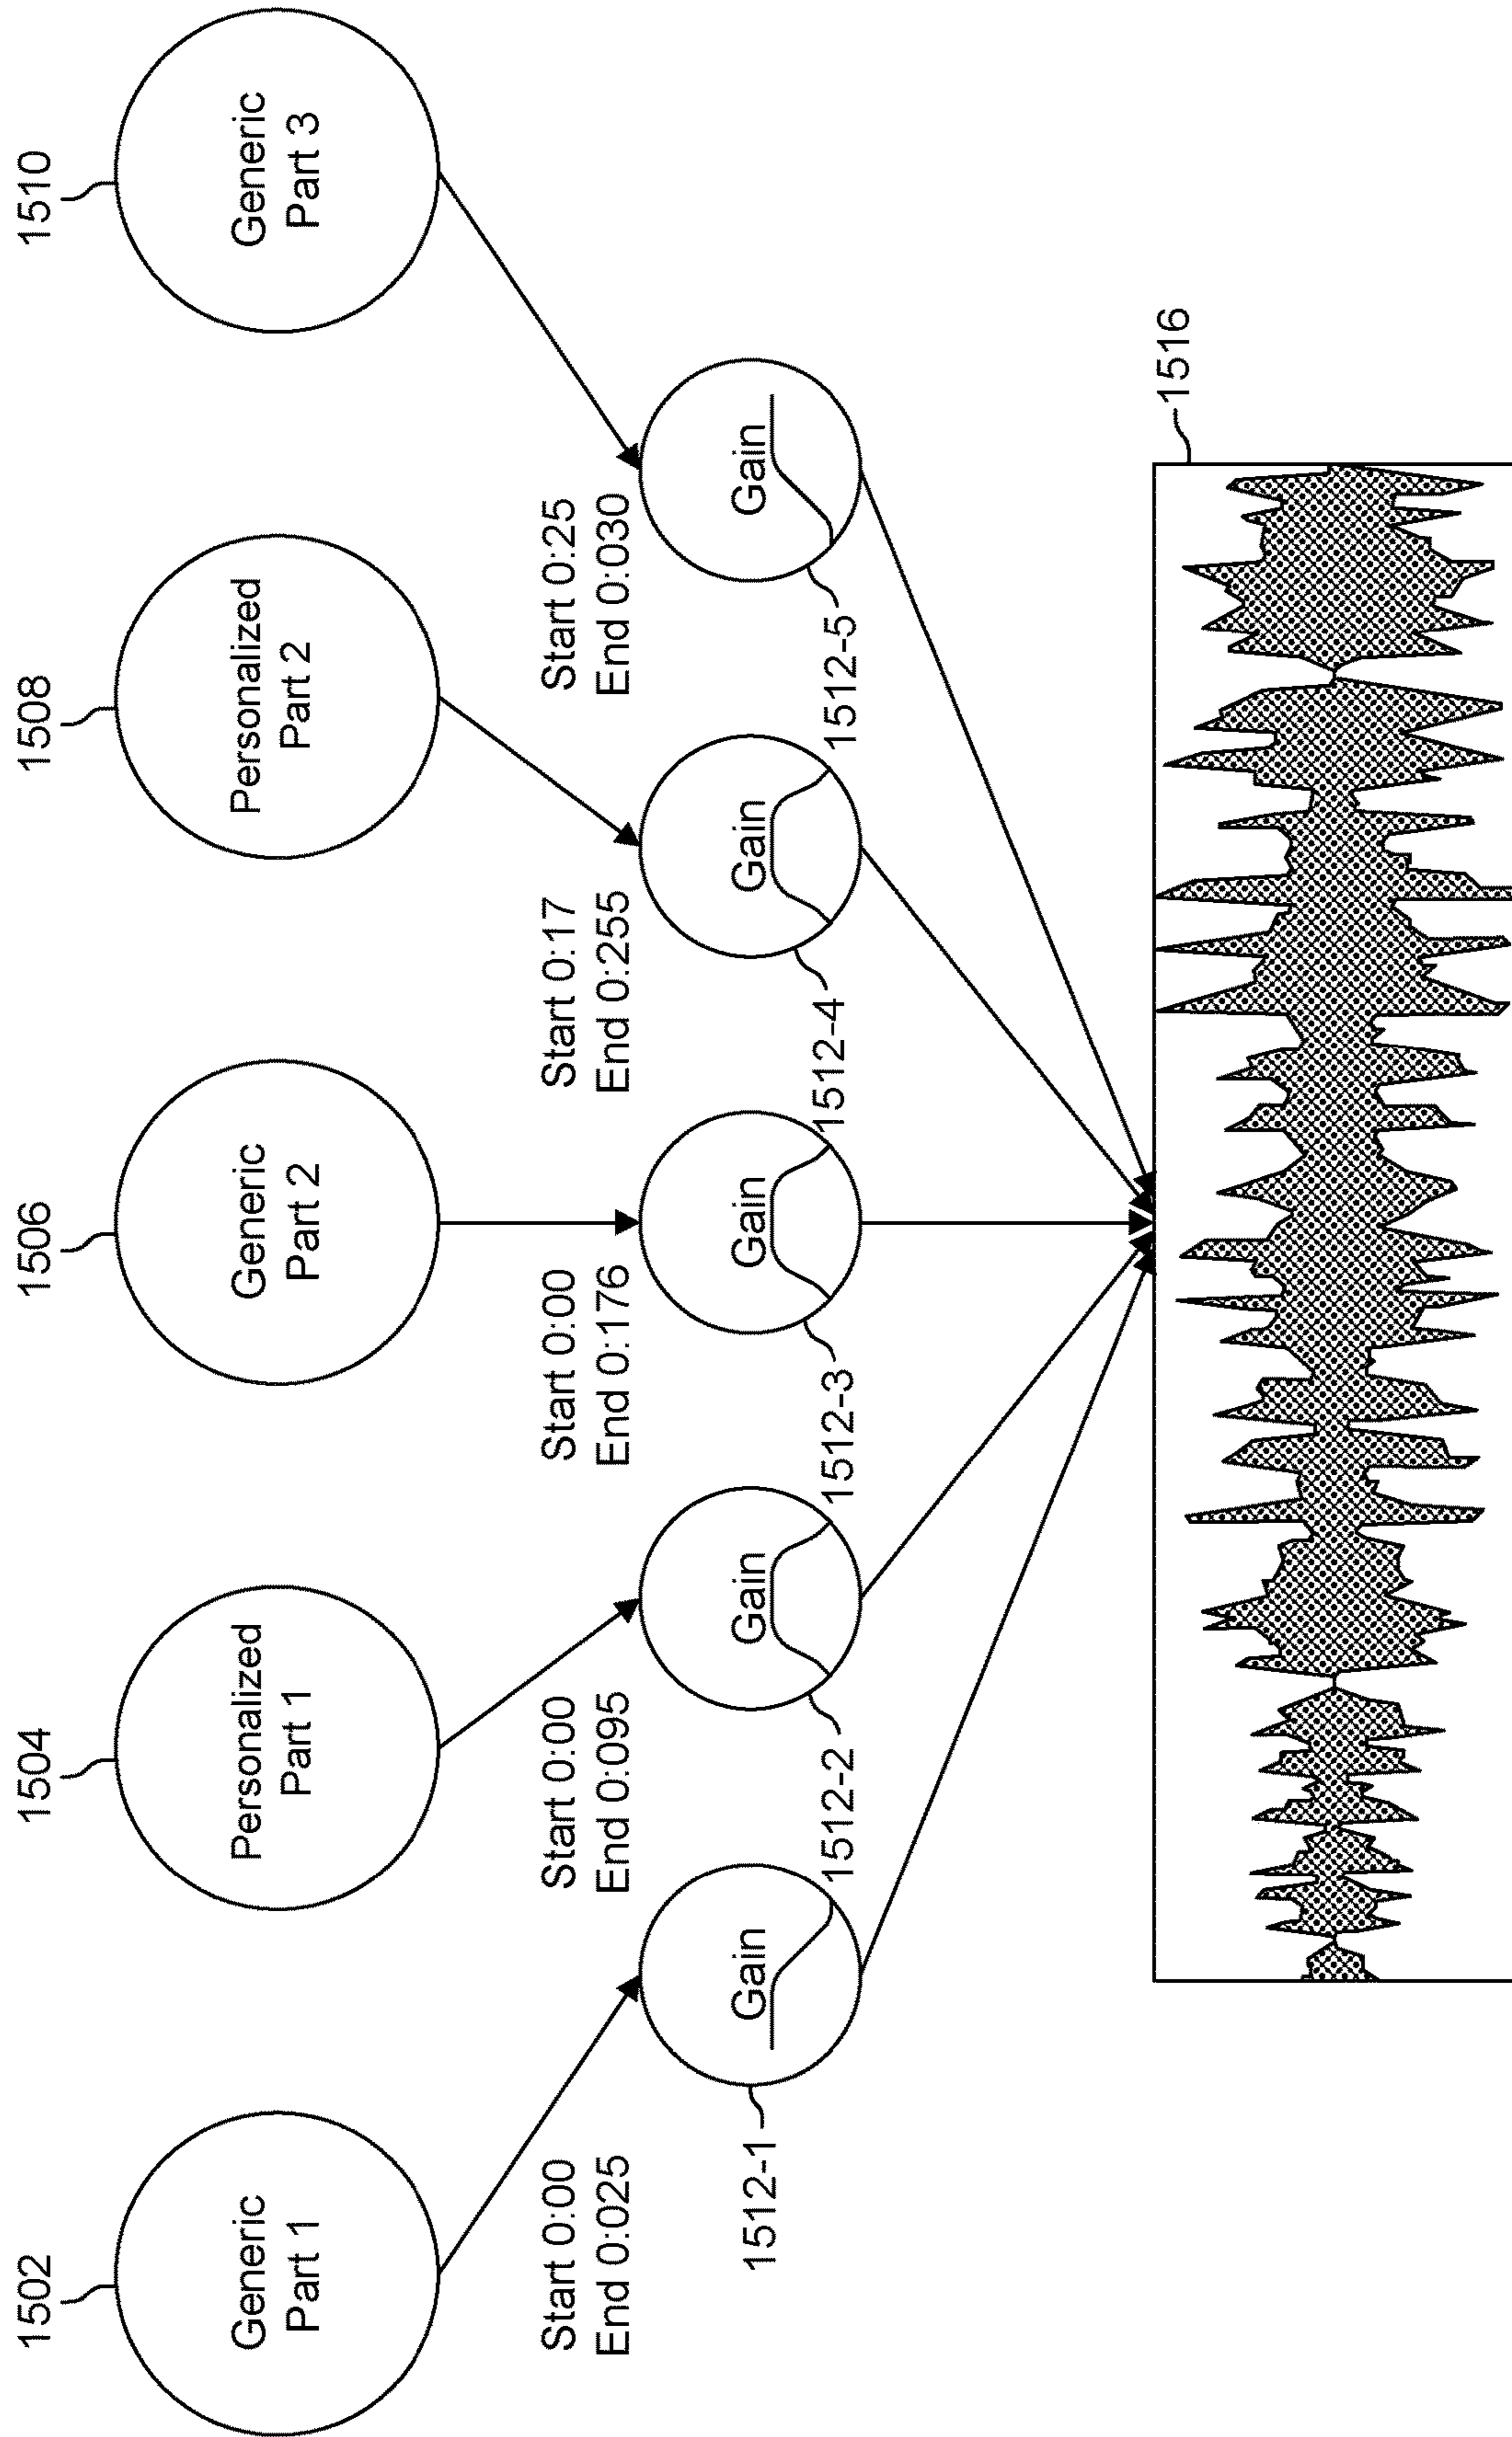 1502
1504
1506
1508
1510
Generic
Part 1
Personalized
Part 1
Generic
Part 2
Personalized
Part 2
Generic
Part 3
Start 0:00
End 0:025
Start 0:00
End 0:095
Start 0:00
End 0:176
Start 0:17
End 0:255
Start 0:25
End 0:030
Gain
Gain
Gain
Gain
Gain
1512-1
1512-2
1512-3
1512-4
1512-5
1516